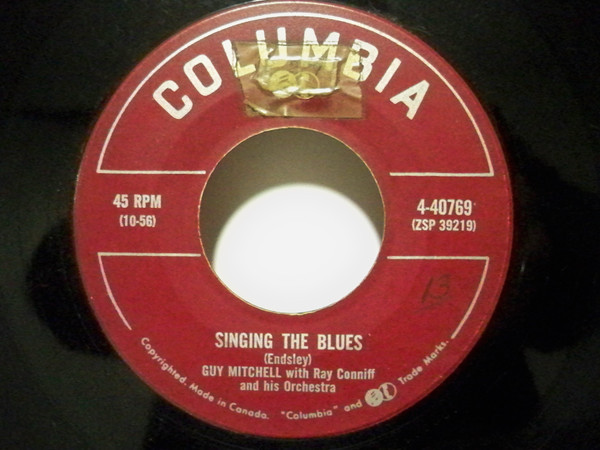 COLUMBIA
45 RPM
(10-56)
4-40769
(ZSP 39219)
13
SINGING THE BLUES
(Endsley)
GUY MITCHELL with Ray Conniff
and his Orchestra
Copyrighted. Made in Canada. "Columbia" and Trade Marks.